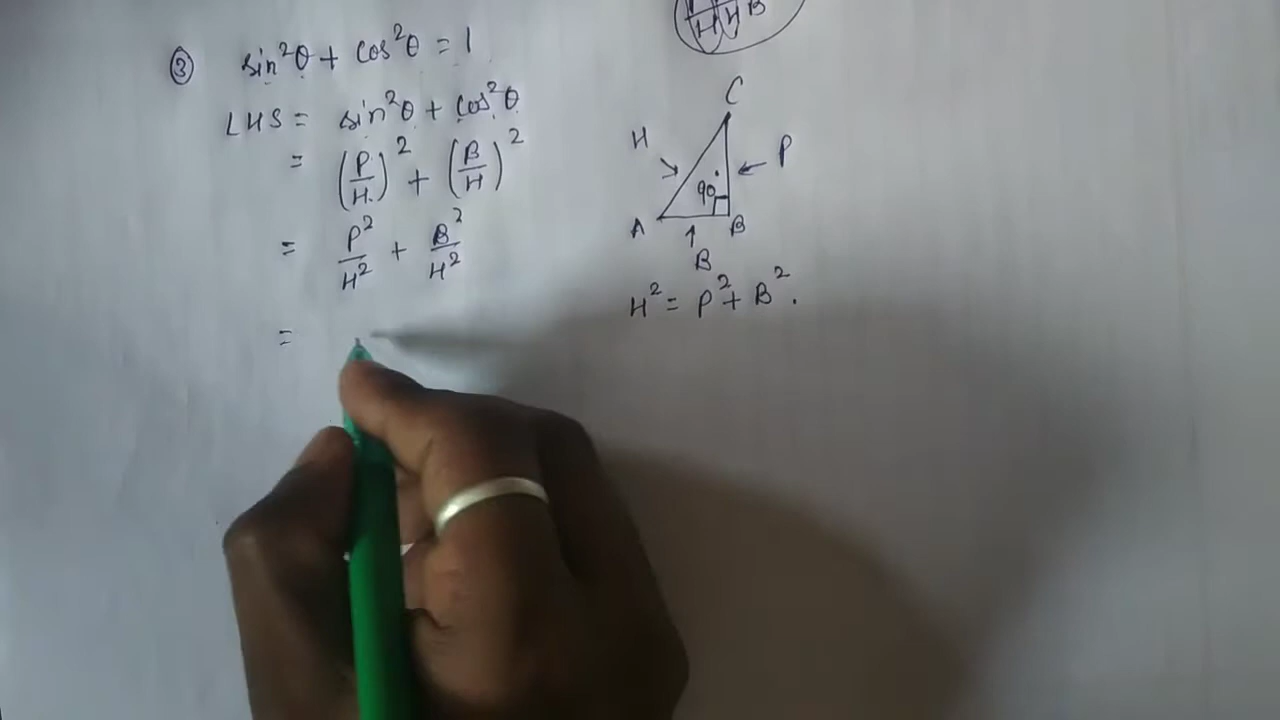 ③ sin²θ + cos²θ = 1
LHS = sin²θ + cos²θ
= (P/H)² + (B/H)²
= P²/H² + B²/H²
=
H H B
C
H
P
90°
A
B
B
H² = P² + B².